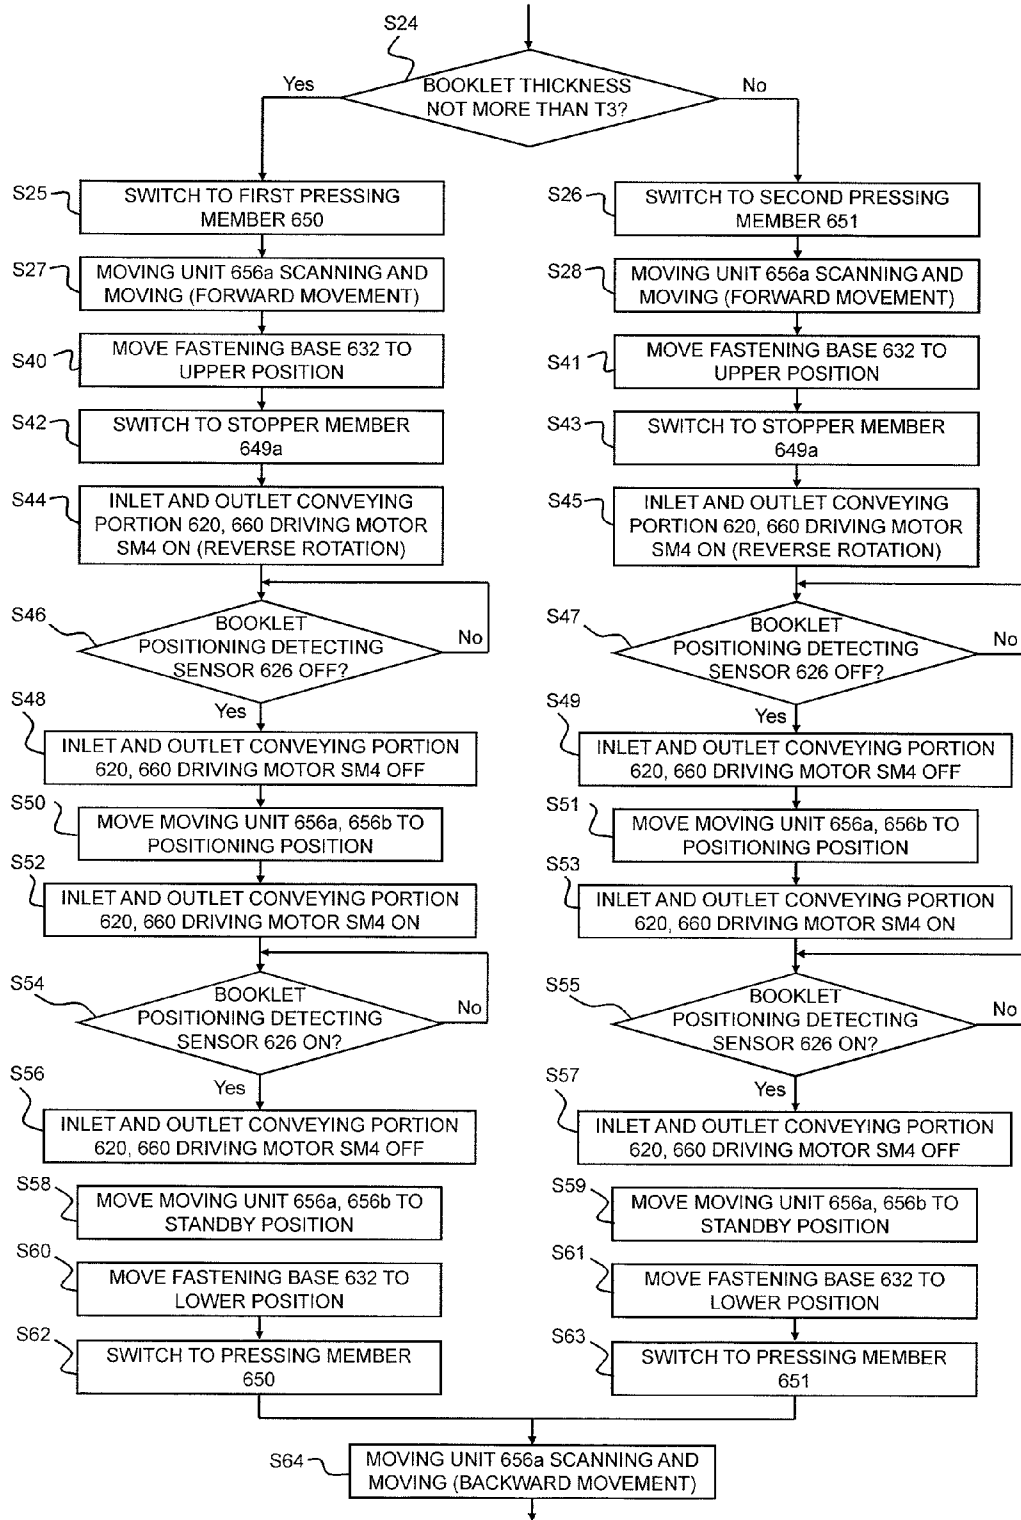 S24
BOOKLET THICKNESS
NOT MORE THAN T3?
Yes
No
S25
SWITCH TO FIRST PRESSING
MEMBER 650
S26
SWITCH TO SECOND PRESSING
MEMBER 651
S27
MOVING UNIT 656a SCANNING AND
MOVING (FORWARD MOVEMENT)
S28
MOVING UNIT 656a SCANNING AND
MOVING (FORWARD MOVEMENT)
S40
MOVE FASTENING BASE 632 TO
UPPER POSITION
S41
MOVE FASTENING BASE 632 TO
UPPER POSITION
S42
SWITCH TO STOPPER MEMBER
649a
S43
SWITCH TO STOPPER MEMBER
649a
S44
INLET AND OUTLET CONVEYING
PORTION 620, 660 DRIVING MOTOR
SM4 ON (REVERSE ROTATION)
S45
INLET AND OUTLET CONVEYING
PORTION 620, 660 DRIVING MOTOR
SM4 ON (REVERSE ROTATION)
S46
BOOKLET
POSITIONING DETECTING
SENSOR 626 OFF?
No
Yes
S47
BOOKLET
POSITIONING DETECTING
SENSOR 626 OFF?
No
Yes
S48
INLET AND OUTLET CONVEYING PORTION
620, 660 DRIVING MOTOR SM4 OFF
S49
INLET AND OUTLET CONVEYING PORTION
620, 660 DRIVING MOTOR SM4 OFF
S50
MOVE MOVING UNIT 656a, 656b TO
POSITIONING POSITION
S51
MOVE MOVING UNIT 656a, 656b TO
POSITIONING POSITION
S52
INLET AND OUTLET CONVEYING PORTION
620, 660 DRIVING MOTOR SM4 ON
S53
INLET AND OUTLET CONVEYING PORTION
620, 660 DRIVING MOTOR SM4 ON
S54
BOOKLET
POSITIONING DETECTING
SENSOR 626 ON?
No
Yes
S55
BOOKLET
POSITIONING DETECTING
SENSOR 626 ON?
No
Yes
S56
INLET AND OUTLET CONVEYING PORTION
620, 660 DRIVING MOTOR SM4 OFF
S57
INLET AND OUTLET CONVEYING PORTION
620, 660 DRIVING MOTOR SM4 OFF
S58
MOVE MOVING UNIT 656a, 656b TO
STANDBY POSITION
S59
MOVE MOVING UNIT 656a, 656b TO
STANDBY POSITION
S60
MOVE FASTENING BASE 632 TO
LOWER POSITION
S61
MOVE FASTENING BASE 632 TO
LOWER POSITION
S62
SWITCH TO PRESSING MEMBER
650
S63
SWITCH TO PRESSING MEMBER
651
S64
MOVING UNIT 656a SCANNING AND
MOVING (BACKWARD MOVEMENT)